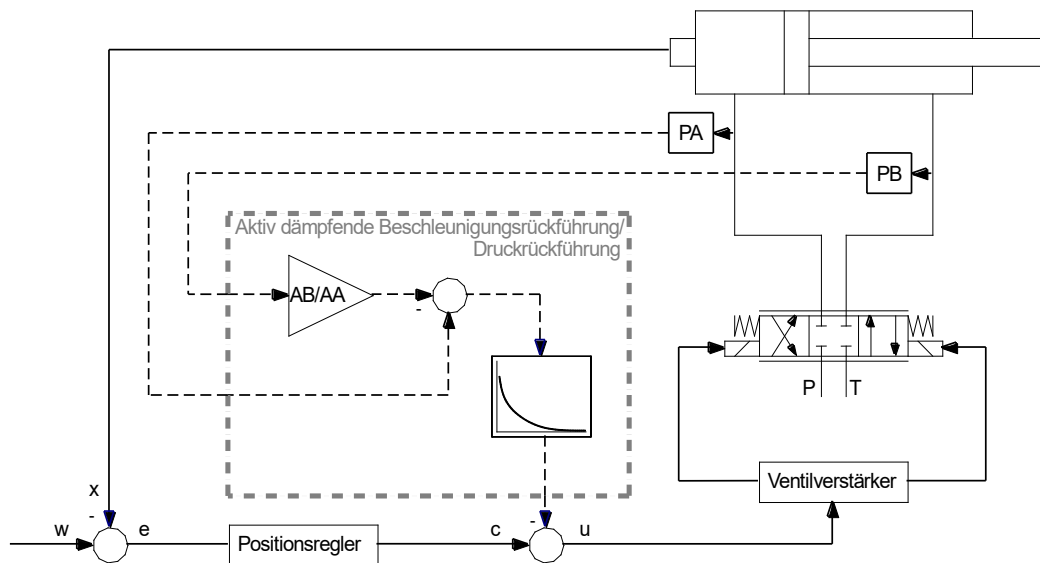 PA
PB
Aktiv dämpfende Beschleunigungsrückführung/
Druckrückführung
AB/AA
-
P T
Ventilverstärker
x
-
w e
Positionsregler
c
-
u